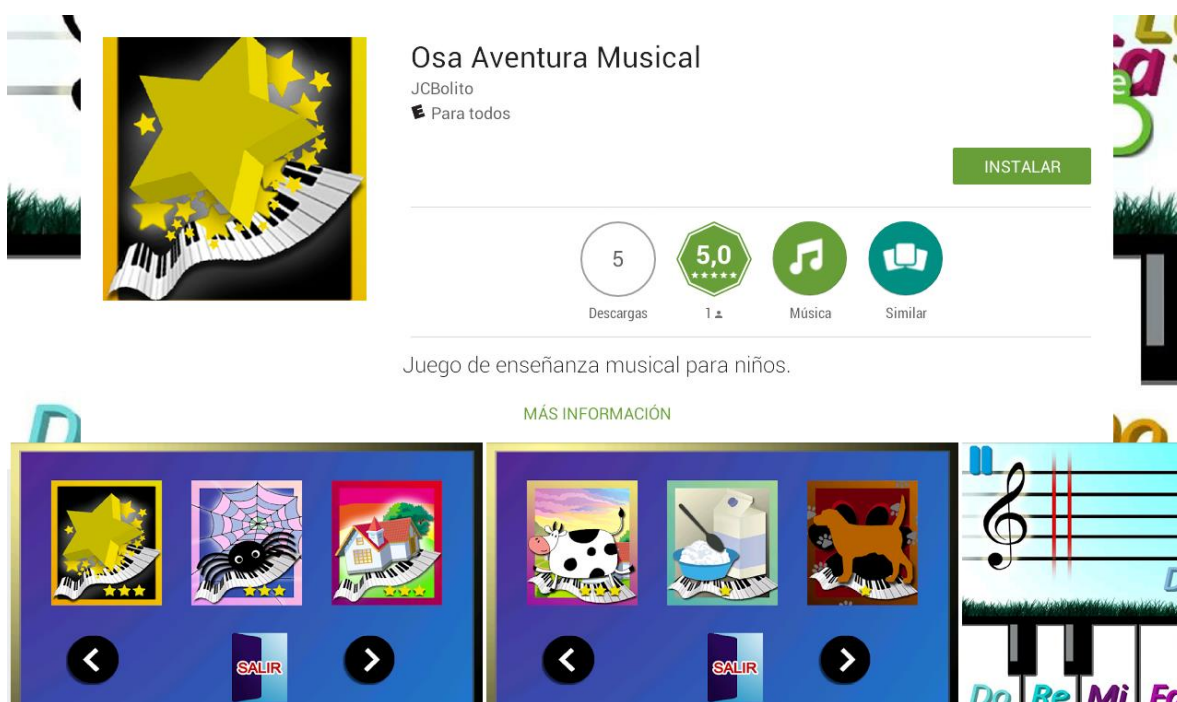 Osa Aventura Musical
JCBolito
E Para todos
INSTALAR
5
5,0
Descargas
1
Música
Similar
Juego de enseñanza musical para niños.
MÁS INFORMACIÓN
SALIR
SALIR
Do Re Mi Fa